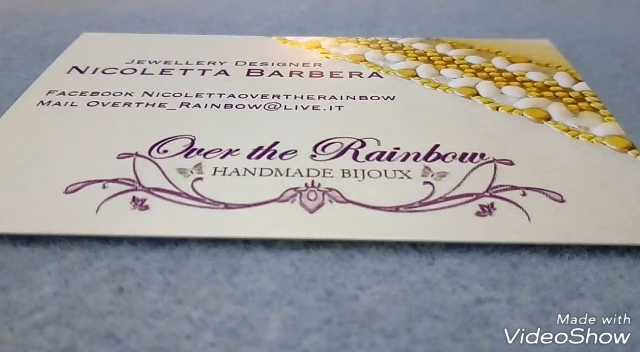 Jewellery Designer
Nicoletta Barbera
Facebook Nicolettaovertherainbow
Mail Overthe_Rainbow@live.it
Over the Rainbow
HANDMADE BIJOUX
Made with
VideoShow